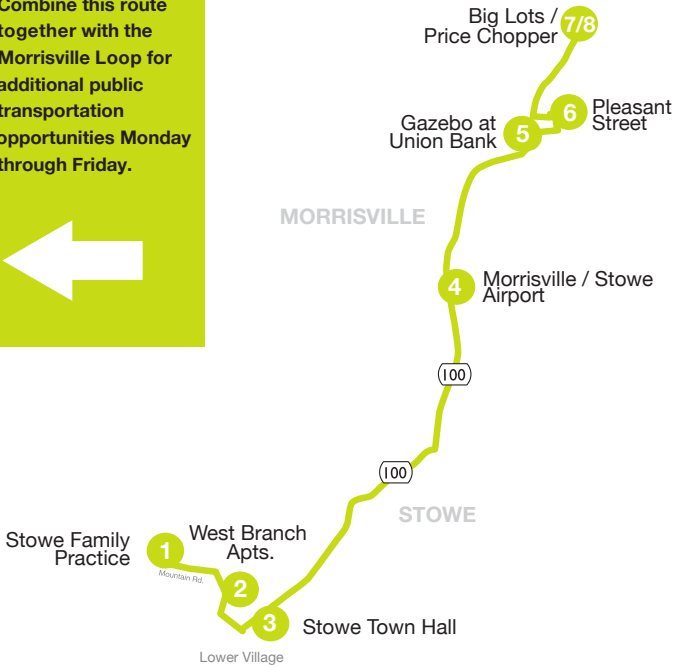 Combine this route
together with the
Morrisville Loop for
additional public
transportation
opportunities Monday
through Friday.
Big Lots /
Price Chopper
7/8
6
Pleasant
Street
Gazebo at
Union Bank
5
MORRISVILLE
4
Morrisville / Stowe
Airport
100
100
STOWE
Stowe Family
Practice
1
Mountain Rd.
West Branch
Apts.
2
3
Stowe Town Hall
Lower Village